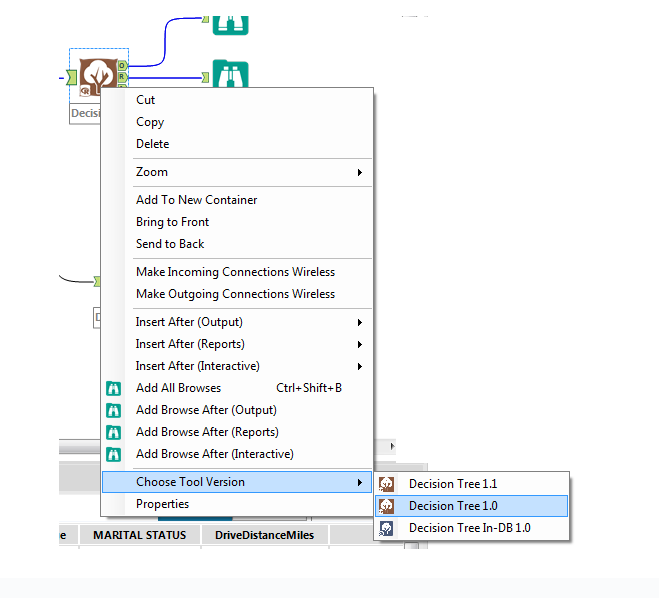 O
R
Decisi
Cut
Copy
Delete
Zoom
Add To New Container
Bring to Front
Send to Back
Make Incoming Connections Wireless
Make Outgoing Connections Wireless
Insert After (Output)
Insert After (Reports)
Insert After (Interactive)
Add All Browses Ctrl+Shift+B
Add Browse After (Output)
Add Browse After (Reports)
Add Browse After (Interactive)
Choose Tool Version
Properties
Decision Tree 1.1
Decision Tree 1.0
Decision Tree In-DB 1.0
e MARITAL STATUS DriveDistanceMiles